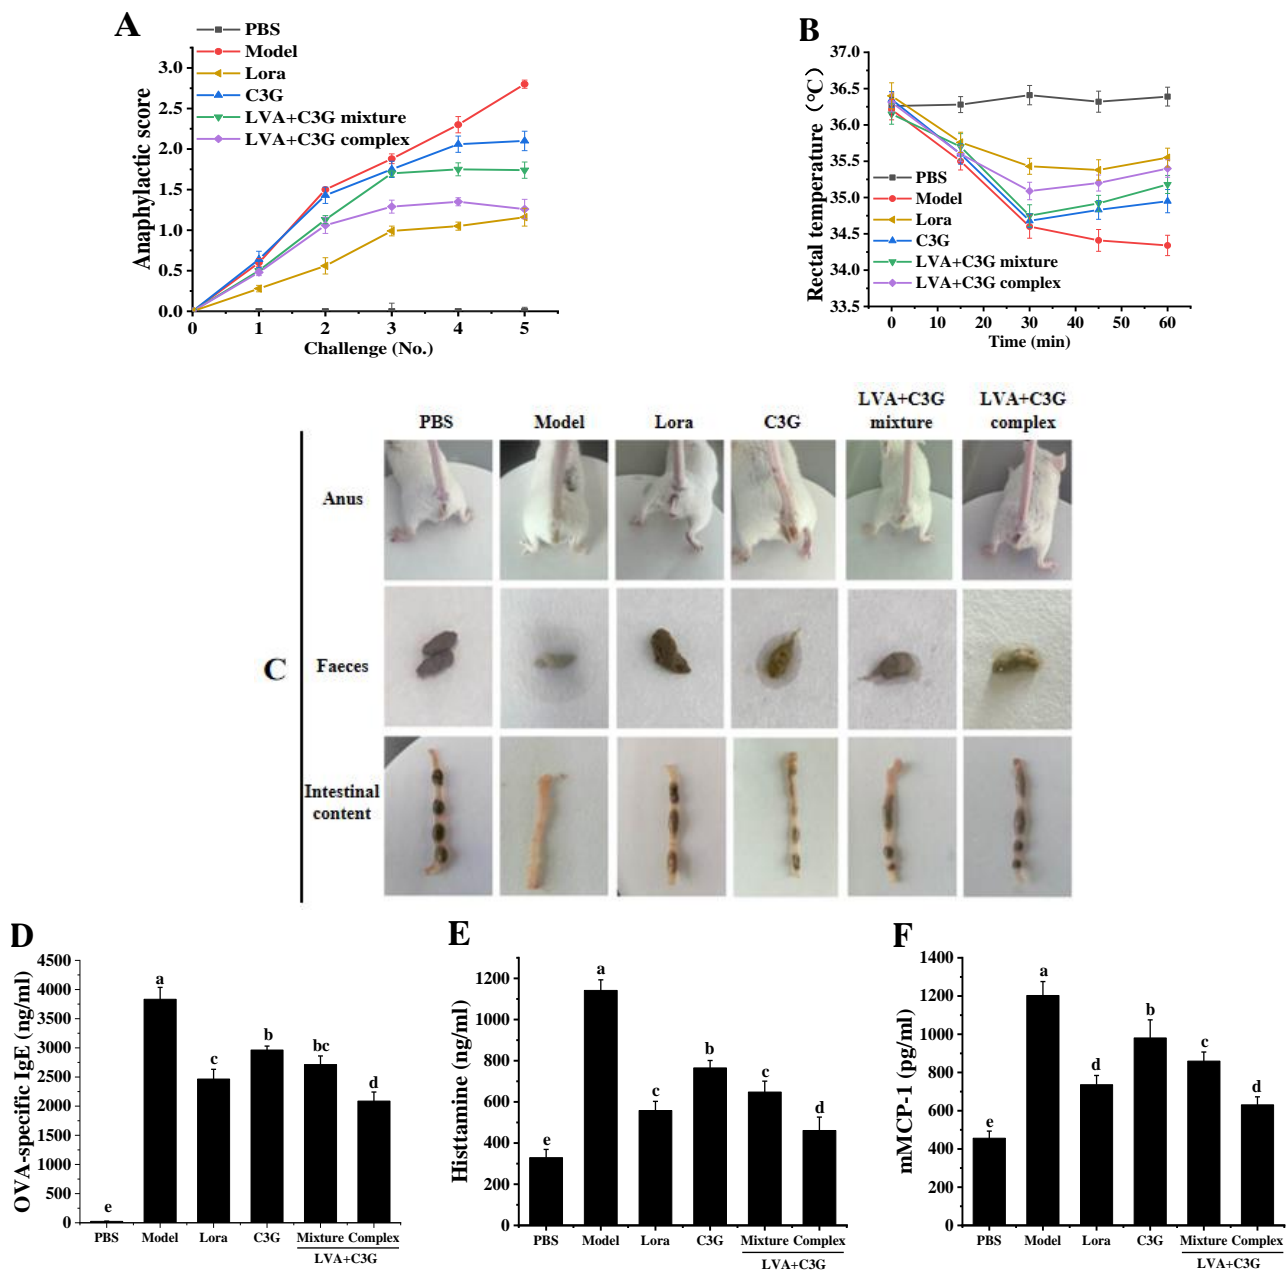 A
PBS
Model
Lora
C3G
LVA+C3G mixture
LVA+C3G complex
3.0
2.5
2.0
1.5
1.0
0.5
0.0
Anaphylactic score
0 1 2 3 4 5
Challenge (No.)
B
37.0
36.5
36.0
35.5
35.0
34.5
34.0
33.5
Rectal temperature (°C)
PBS
Model
Lora
C3G
LVA+C3G mixture
LVA+C3G complex
0 10 20 30 40 50 60
Time (min)
C
PBS Model Lora C3G LVA+C3G mixture LVA+C3G complex
Anus
Faeces
Intestinal
content
D
OVA-specific IgE (ng/ml)
4500
4000
3500
3000
2500
2000
1500
1000
500
0
e a c b bc d
PBS Model Lora C3G Mixture Complex
LVA+C3G
E
Histtamine (ng/ml)
1200
1000
800
600
400
200
0
e a c b c d
PBS Model Lora C3G Mixture Complex
LVA+C3G
F
mMCP-1 (pg/ml)
1400
1200
1000
800
600
400
200
0
e a d b c d
PBS Model Lora C3G Mixture Complex
LVA+C3G